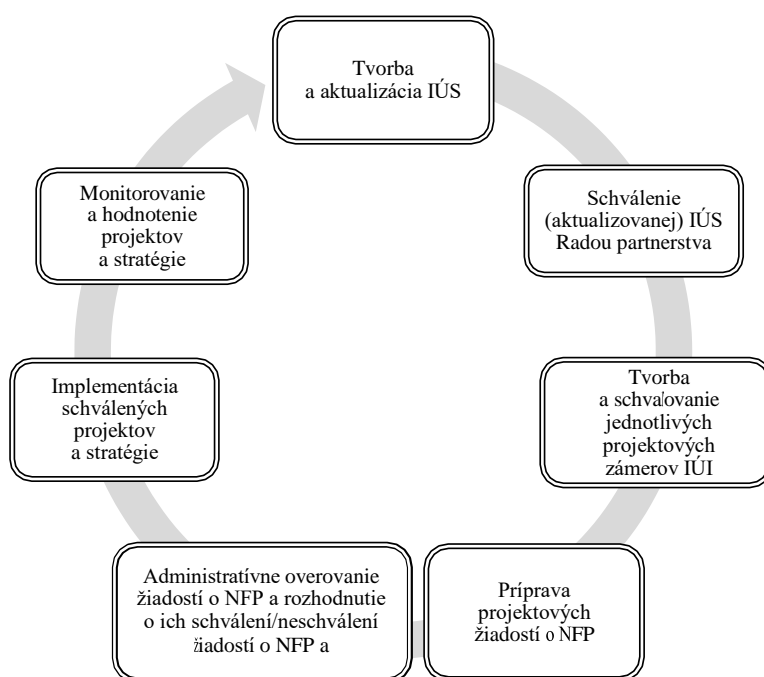 Tvorba
a aktualizácia IÚS
Schválenie
(aktualizovanej) IÚS
Radou partnerstva
Tvorba
a schvaľovanie
jednotlivých
projektových
zámerov IÚI
Príprava
projektových
žiadostí o NFP
Administratívne overovanie
žiadostí o NFP a rozhodnutie
o ich schválení/neschválení
žiadostí o NFP a
Implementácia
schválených
projektov
a stratégie
Monitorovanie
a hodnotenie
projektov
a stratégie